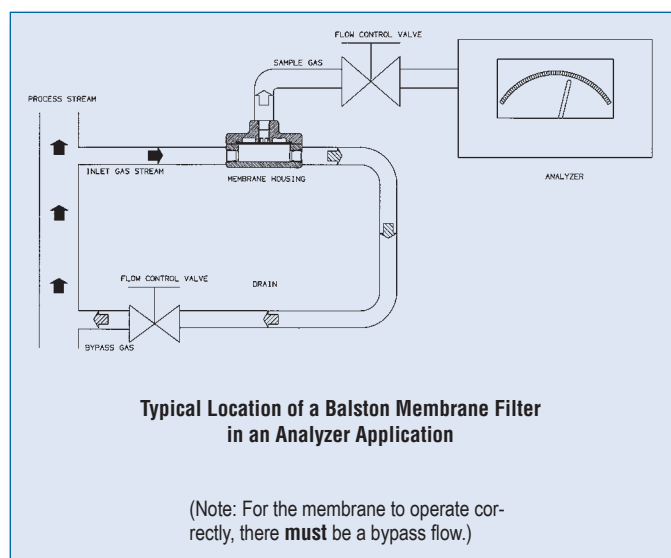 FLOW CONTROL VALVE
SAMPLE GAS
PROCESS STREAM
INLET GAS STREAM
MEMBRANE HOUSING
ANALYZER
FLOW CONTROL VALVE
DRAIN
BYPASS GAS
Typical Location of a Balston Membrane Filter
in an Analyzer Application
(Note: For the membrane to operate cor-
rectly, there must be a bypass flow.)